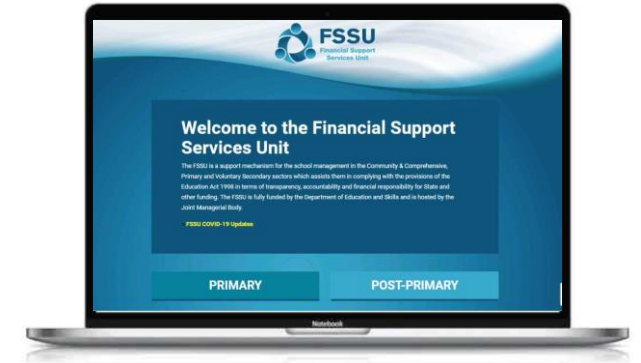 FSSU
Financial Support
Services Unit
Welcome to the Financial Support
Services Unit
The FSSU is a support mechanism for the school management in the Community & Comprehensive,
Primary and Voluntary Secondary sectors which assists them in complying with the provisions of the
Education Act 1998 in terms of transparency, accountability and financial responsibility for State and
other funding. The FSSU is fully funded by the Department of Education and Skills and is hosted by the
Joint Managerial Body.
FSSU COVID-19 Updates
PRIMARY POST-PRIMARY
Notebook